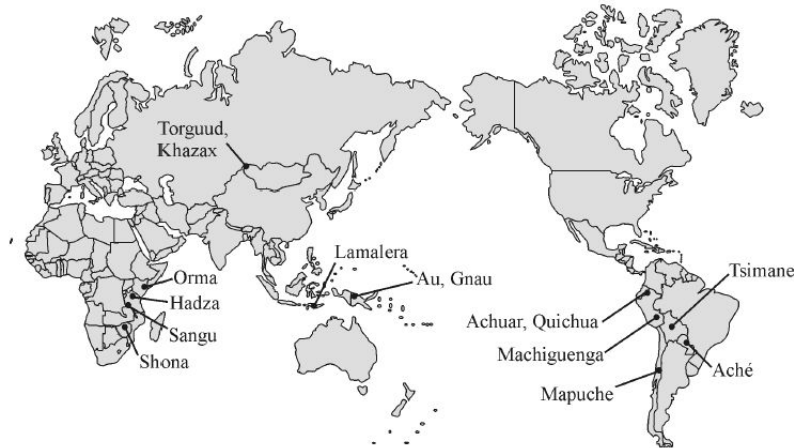 Torguud,
Khazax
Orma
Hadza
Sangu
Shona
Lamalera
Au, Gnau
Tsimane
Achuar, Quichua
Machiguenga
Aché
Mapuche